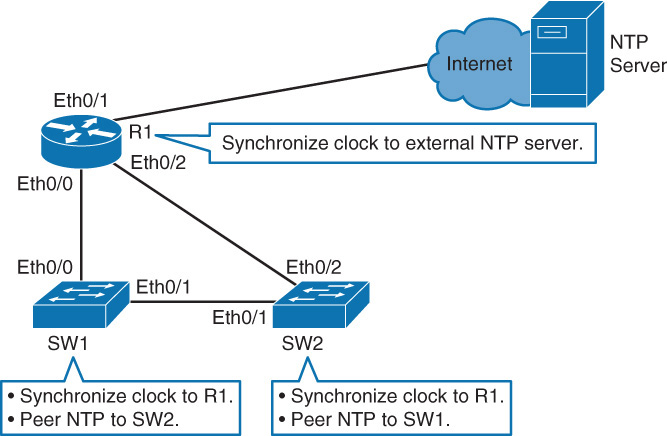 NTP
Server
Internet
Eth0/1
R1
Synchronize clock to external NTP server.
Eth0/2
Eth0/0
Eth0/0
Eth0/1
Eth0/2
Eth0/1
SW1
SW2
• Synchronize clock to R1.
• Peer NTP to SW2.
• Synchronize clock to R1.
• Peer NTP to SW1.